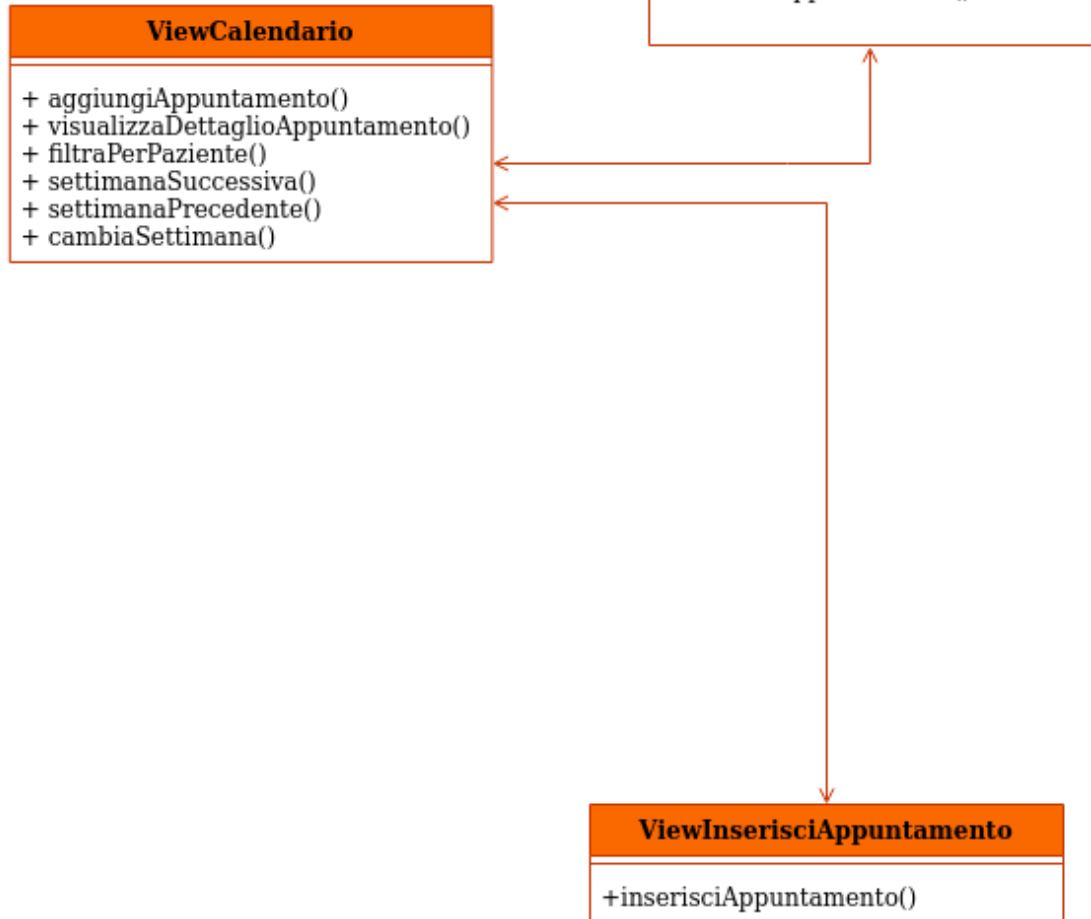 ViewCalendario
+ aggiungiAppuntamento()
+ visualizzaDettaglioAppuntamento()
+ filtraPerPaziente()
+ settimanaSuccessiva()
+ settimanaPrecedente()
+ cambiaSettimana()
ViewInserisciAppuntamento
+inserisciAppuntamento()